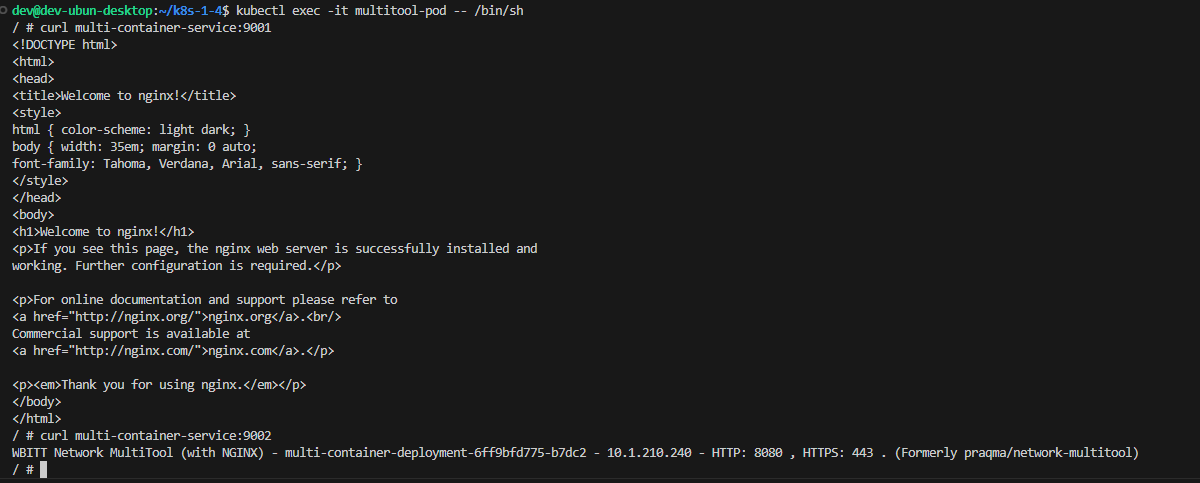 dev@dev-ubun-desktop:~/k8s-1-4$ kubectl exec -it multitool-pod -- /bin/sh
/ # curl multi-container-service:9001
<!DOCTYPE html>
<html>
<head>
<title>Welcome to nginx!</title>
<style>
html { color-scheme: light dark; }
body { width: 35em; margin: 0 auto;
font-family: Tahoma, Verdana, Arial, sans-serif; }
</style>
</head>
<body>
<h1>Welcome to nginx!</h1>
<p>If you see this page, the nginx web server is successfully installed and
working. Further configuration is required.</p>

<p>For online documentation and support please refer to
<a href="http://nginx.org/">nginx.org</a>.<br/>
Commercial support is available at
<a href="http://nginx.com/">nginx.com</a>.</p>

<p><em>Thank you for using nginx.</em></p>
</body>
</html>
/ # curl multi-container-service:9002
WBITT Network MultiTool (with NGINX) - multi-container-deployment-6ff9bfd775-b7dc2 - 10.1.210.240 - HTTP: 8080 , HTTPS: 443 . (Formerly praqma/network-multitool)
/ #